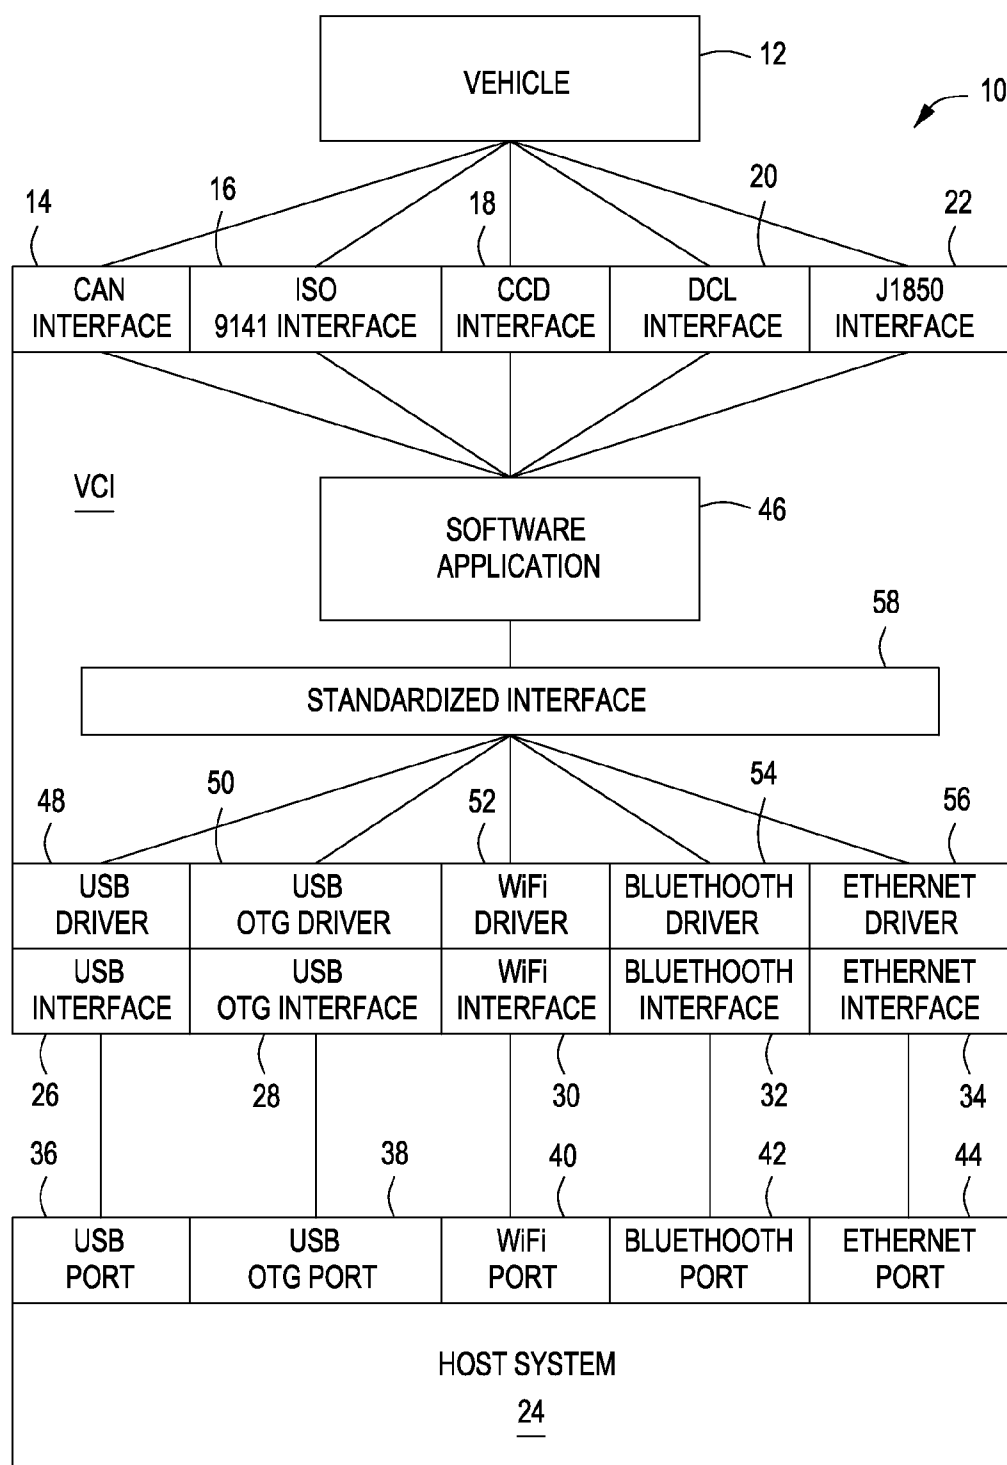 VEHICLE
12
10
14
16
18
20
22
CAN
INTERFACE
ISO
9141 INTERFACE
CCD
INTERFACE
DCL
INTERFACE
J1850
INTERFACE
VCI
SOFTWARE
APPLICATION
46
58
STANDARDIZED INTERFACE
48
50
52
54
56
USB
DRIVER
USB
OTG DRIVER
WiFi
DRIVER
BLUETHOOTH
DRIVER
ETHERNET
DRIVER
USB
INTERFACE
USB
OTG INTERFACE
WiFi
INTERFACE
BLUETHOOTH
INTERFACE
ETHERNET
INTERFACE
26
28
30
32
34
36
38
40
42
44
USB
PORT
USB
OTG PORT
WiFi
PORT
BLUETHOOTH
PORT
ETHERNET
PORT
HOST SYSTEM
24